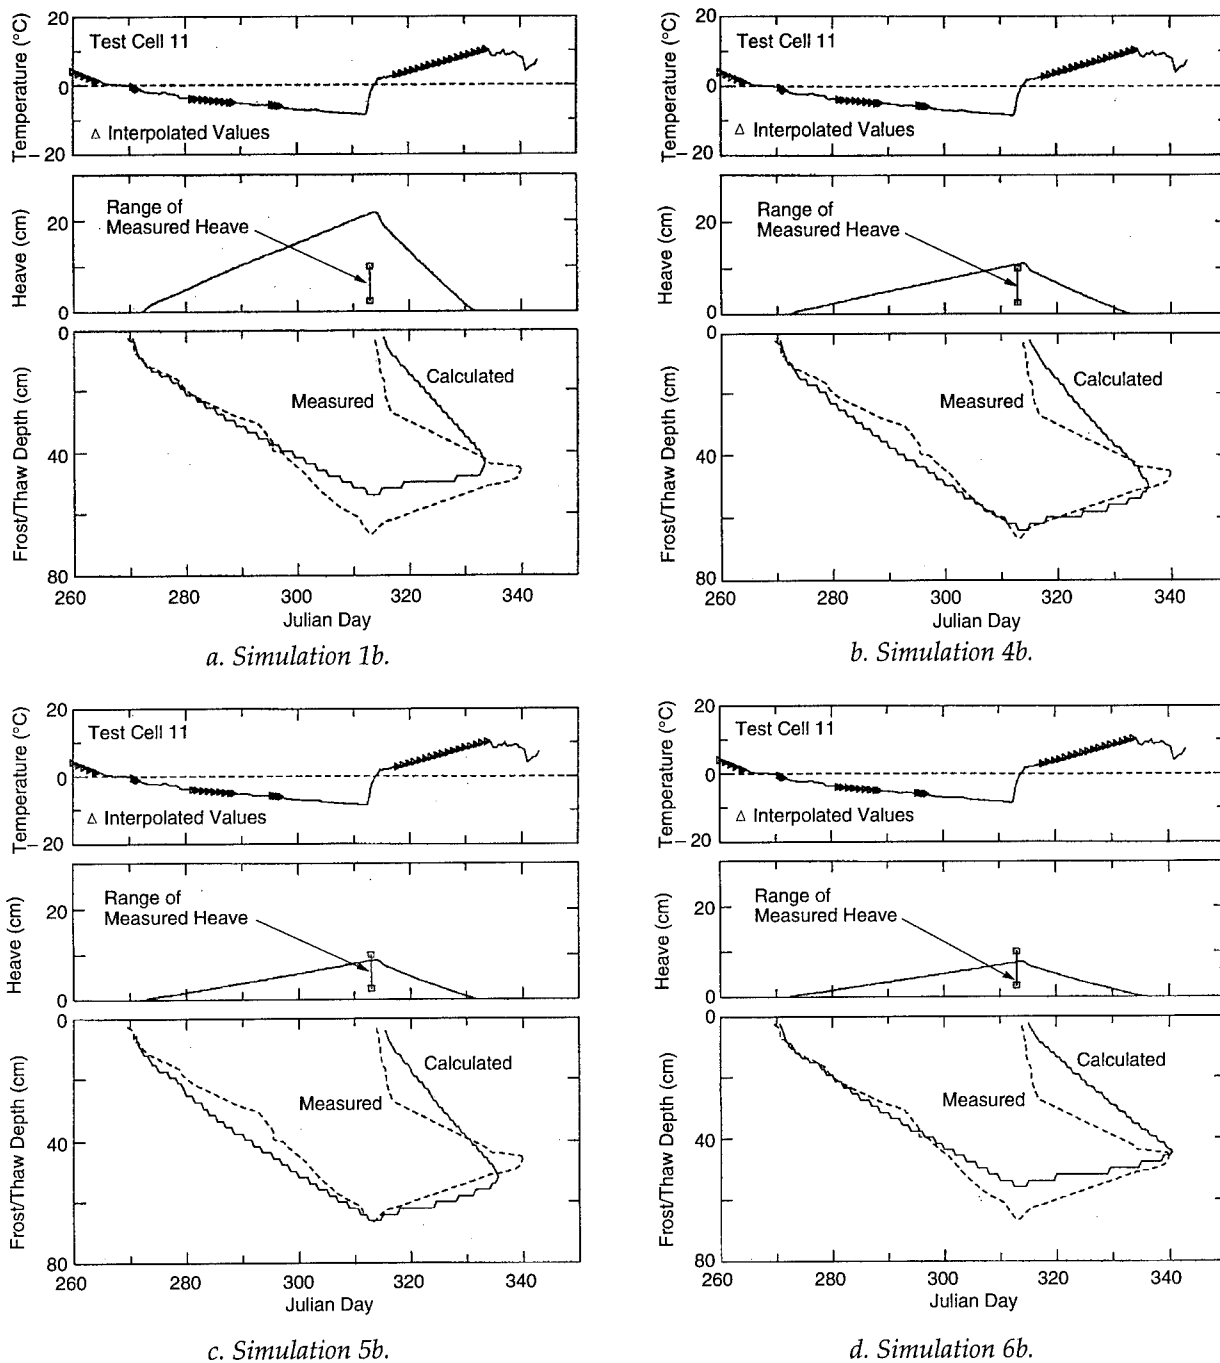 20
0
–20
Temperature (°C)
Test Cell 11
Δ Interpolated Values
20
0
Heave (cm)
Range of
Measured Heave
0
40
80
Frost/Thaw Depth (cm)
Calculated
Measured
260 280 300 320 340
Julian Day
a. Simulation 1b.
20
0
–20
Temperature (°C)
Test Cell 11
Δ Interpolated Values
20
0
Heave (cm)
Range of
Measured Heave
0
40
80
Frost/Thaw Depth (cm)
Calculated
Measured
260 280 300 320 340
Julian Day
b. Simulation 4b.
20
0
–20
Temperature (°C)
Test Cell 11
Δ Interpolated Values
20
0
Heave (cm)
Range of
Measured Heave
0
40
80
Frost/Thaw Depth (cm)
Calculated
Measured
260 280 300 320 340
Julian Day
c. Simulation 5b.
20
0
–20
Temperature (°C)
Test Cell 11
Δ Interpolated Values
20
0
Heave (cm)
Range of
Measured Heave
0
40
80
Frost/Thaw Depth (cm)
Calculated
Measured
260 280 300 320 340
Julian Day
d. Simulation 6b.